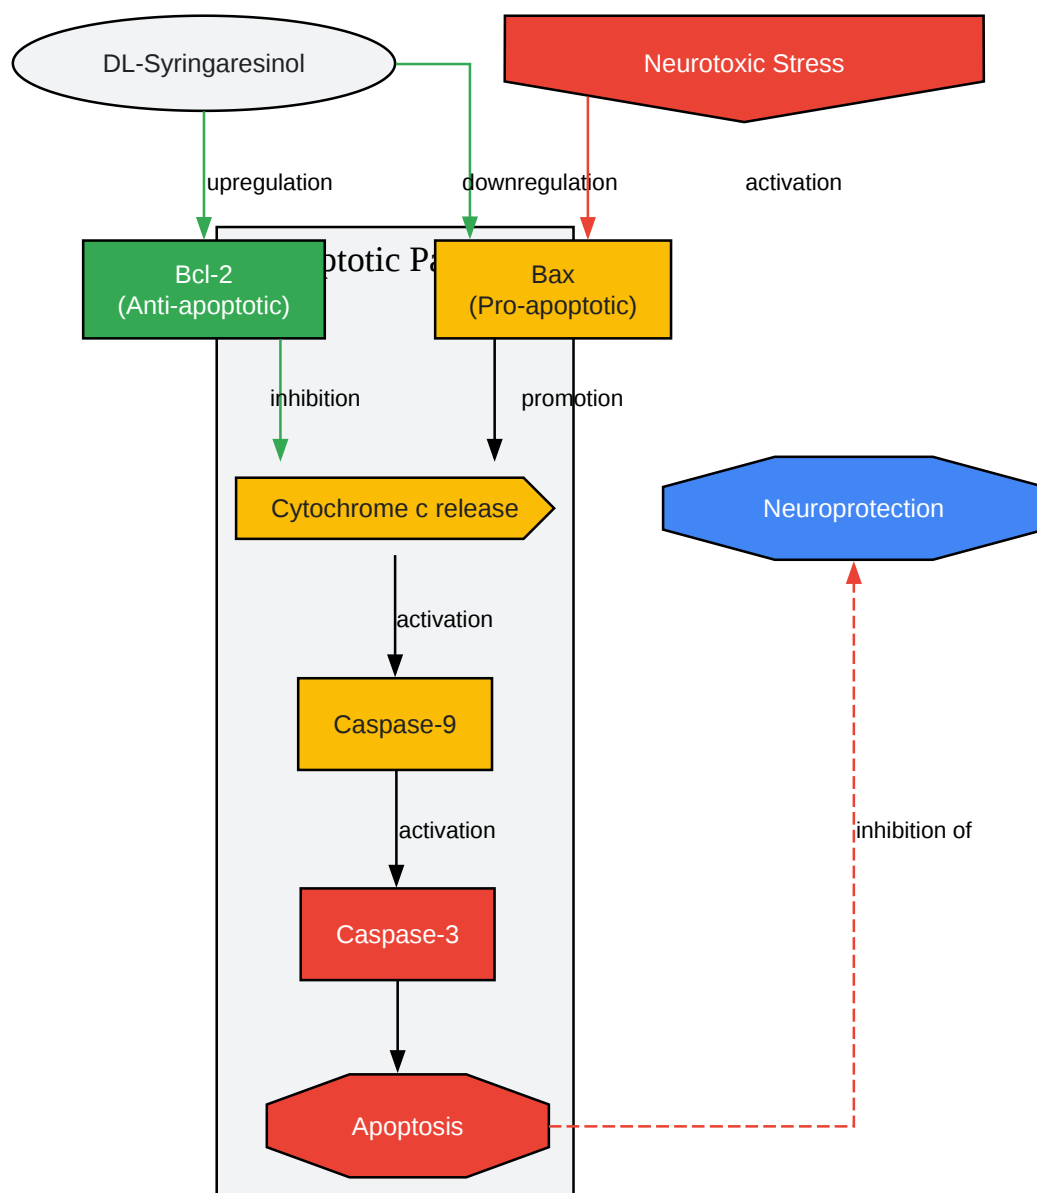 DL-Syringaresinol
Neurotoxic Stress
upregulation
downregulation
activation
Bcl-2
(Anti-apoptotic)
Bax
(Pro-apoptotic)
inhibition
promotion
Cytochrome c release
Neuroprotection
activation
Caspase-9
activation
inhibition of
Caspase-3
Apoptosis